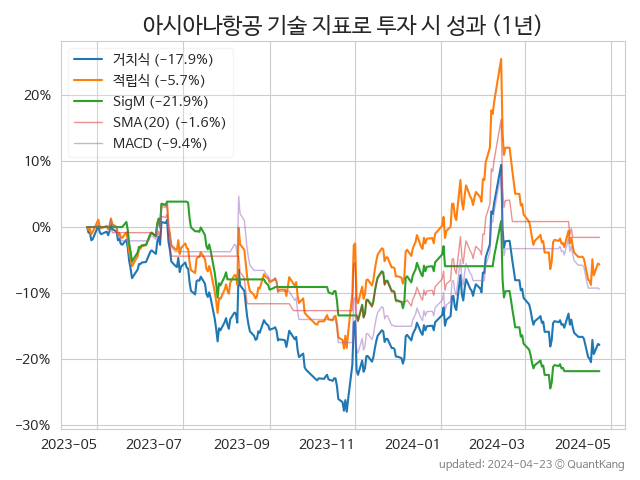 아시아나항공 기술 지표로 투자 시 성과 (1년)
거치식 (−17.9%)
적립식 (−5.7%)
SigM (−21.9%)
SMA(20) (−1.6%)
MACD (−9.4%)
20%
10%
0%
−10%
−20%
−30%
2023-05 2023-07 2023-09 2023-11 2024-01 2024-03 2024-05
updated: 2024-04-23 © QuantKang